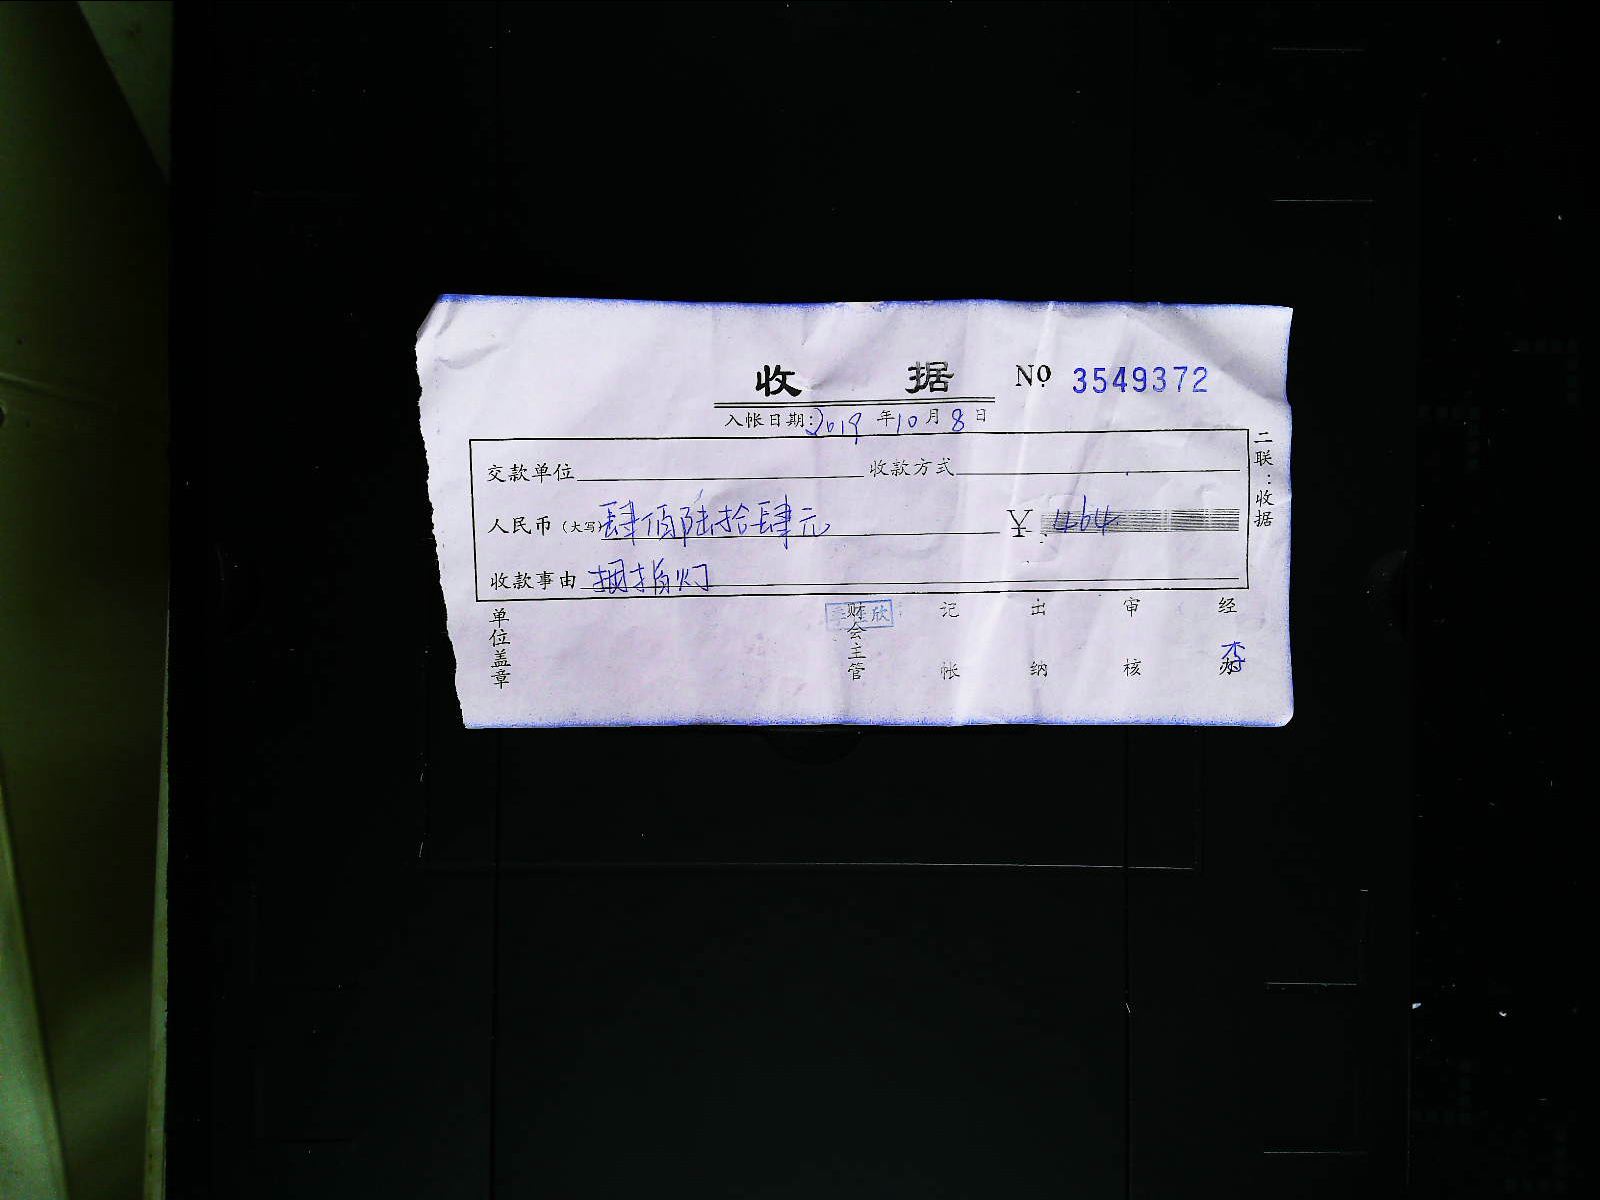 收 据 No 3549372
入帐日期:2019 年 10 月 8 日
交款单位 收款方式
人民币(大写) 肆佰陆拾肆元 ¥ 464
收款事由 捆指灯
二联:收据
单位盖章 财会主管 记帐 出纳 审核 经办 李